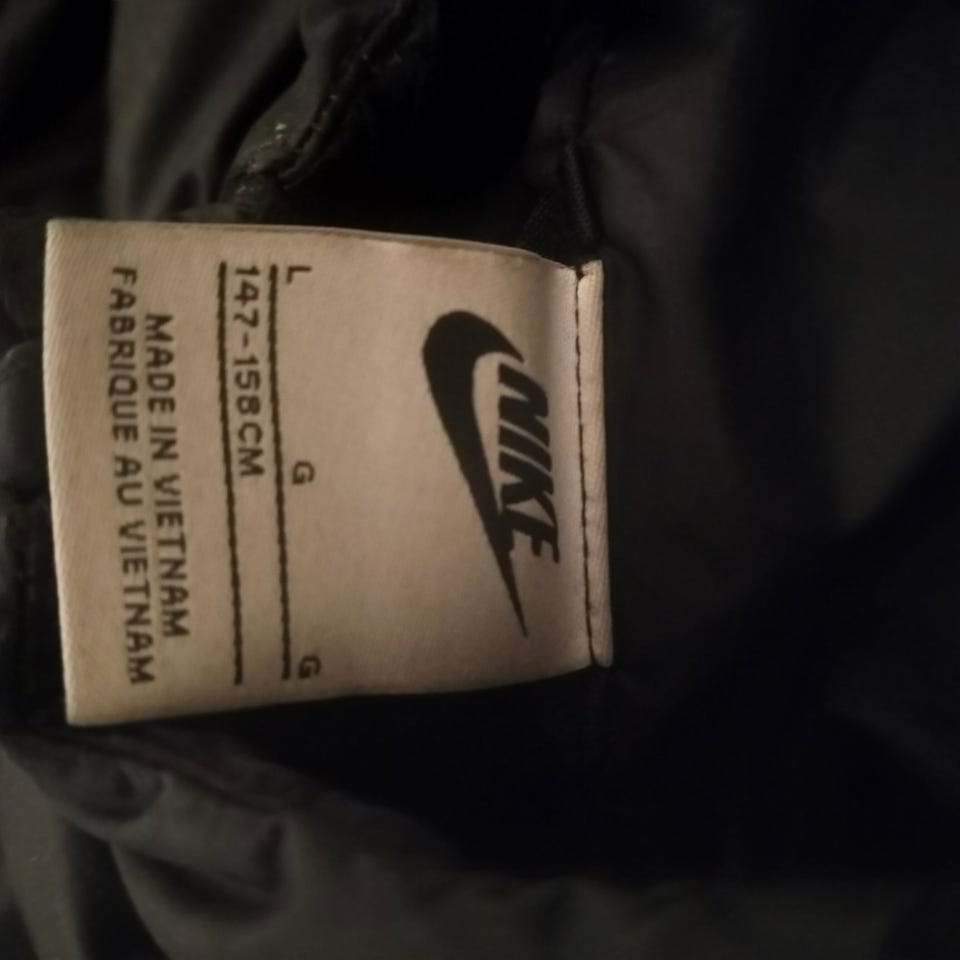 NIKE
L G G
147-158CM
MADE IN VIETNAM
FABRIQUE AU VIETNAM